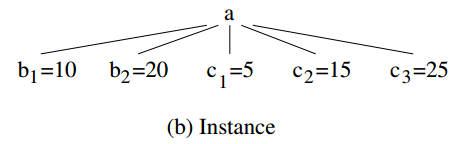 a
b₁=10 b₂=20 c₁=5 c₂=15 c₃=25
(b) Instance